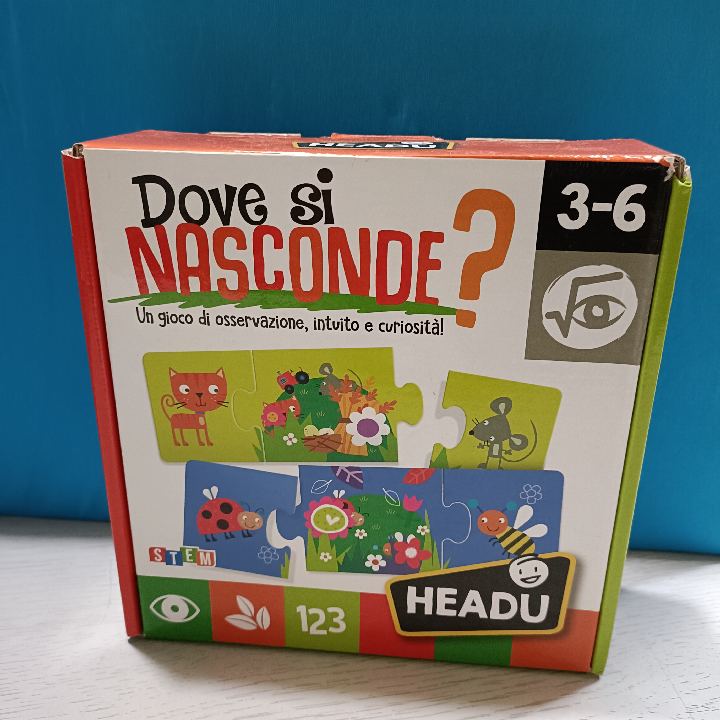 HEADU
Dove si
NASCONDE?
Un gioco di osservazione, intuito e curiosità!
3-6
STEM
123
HEADU